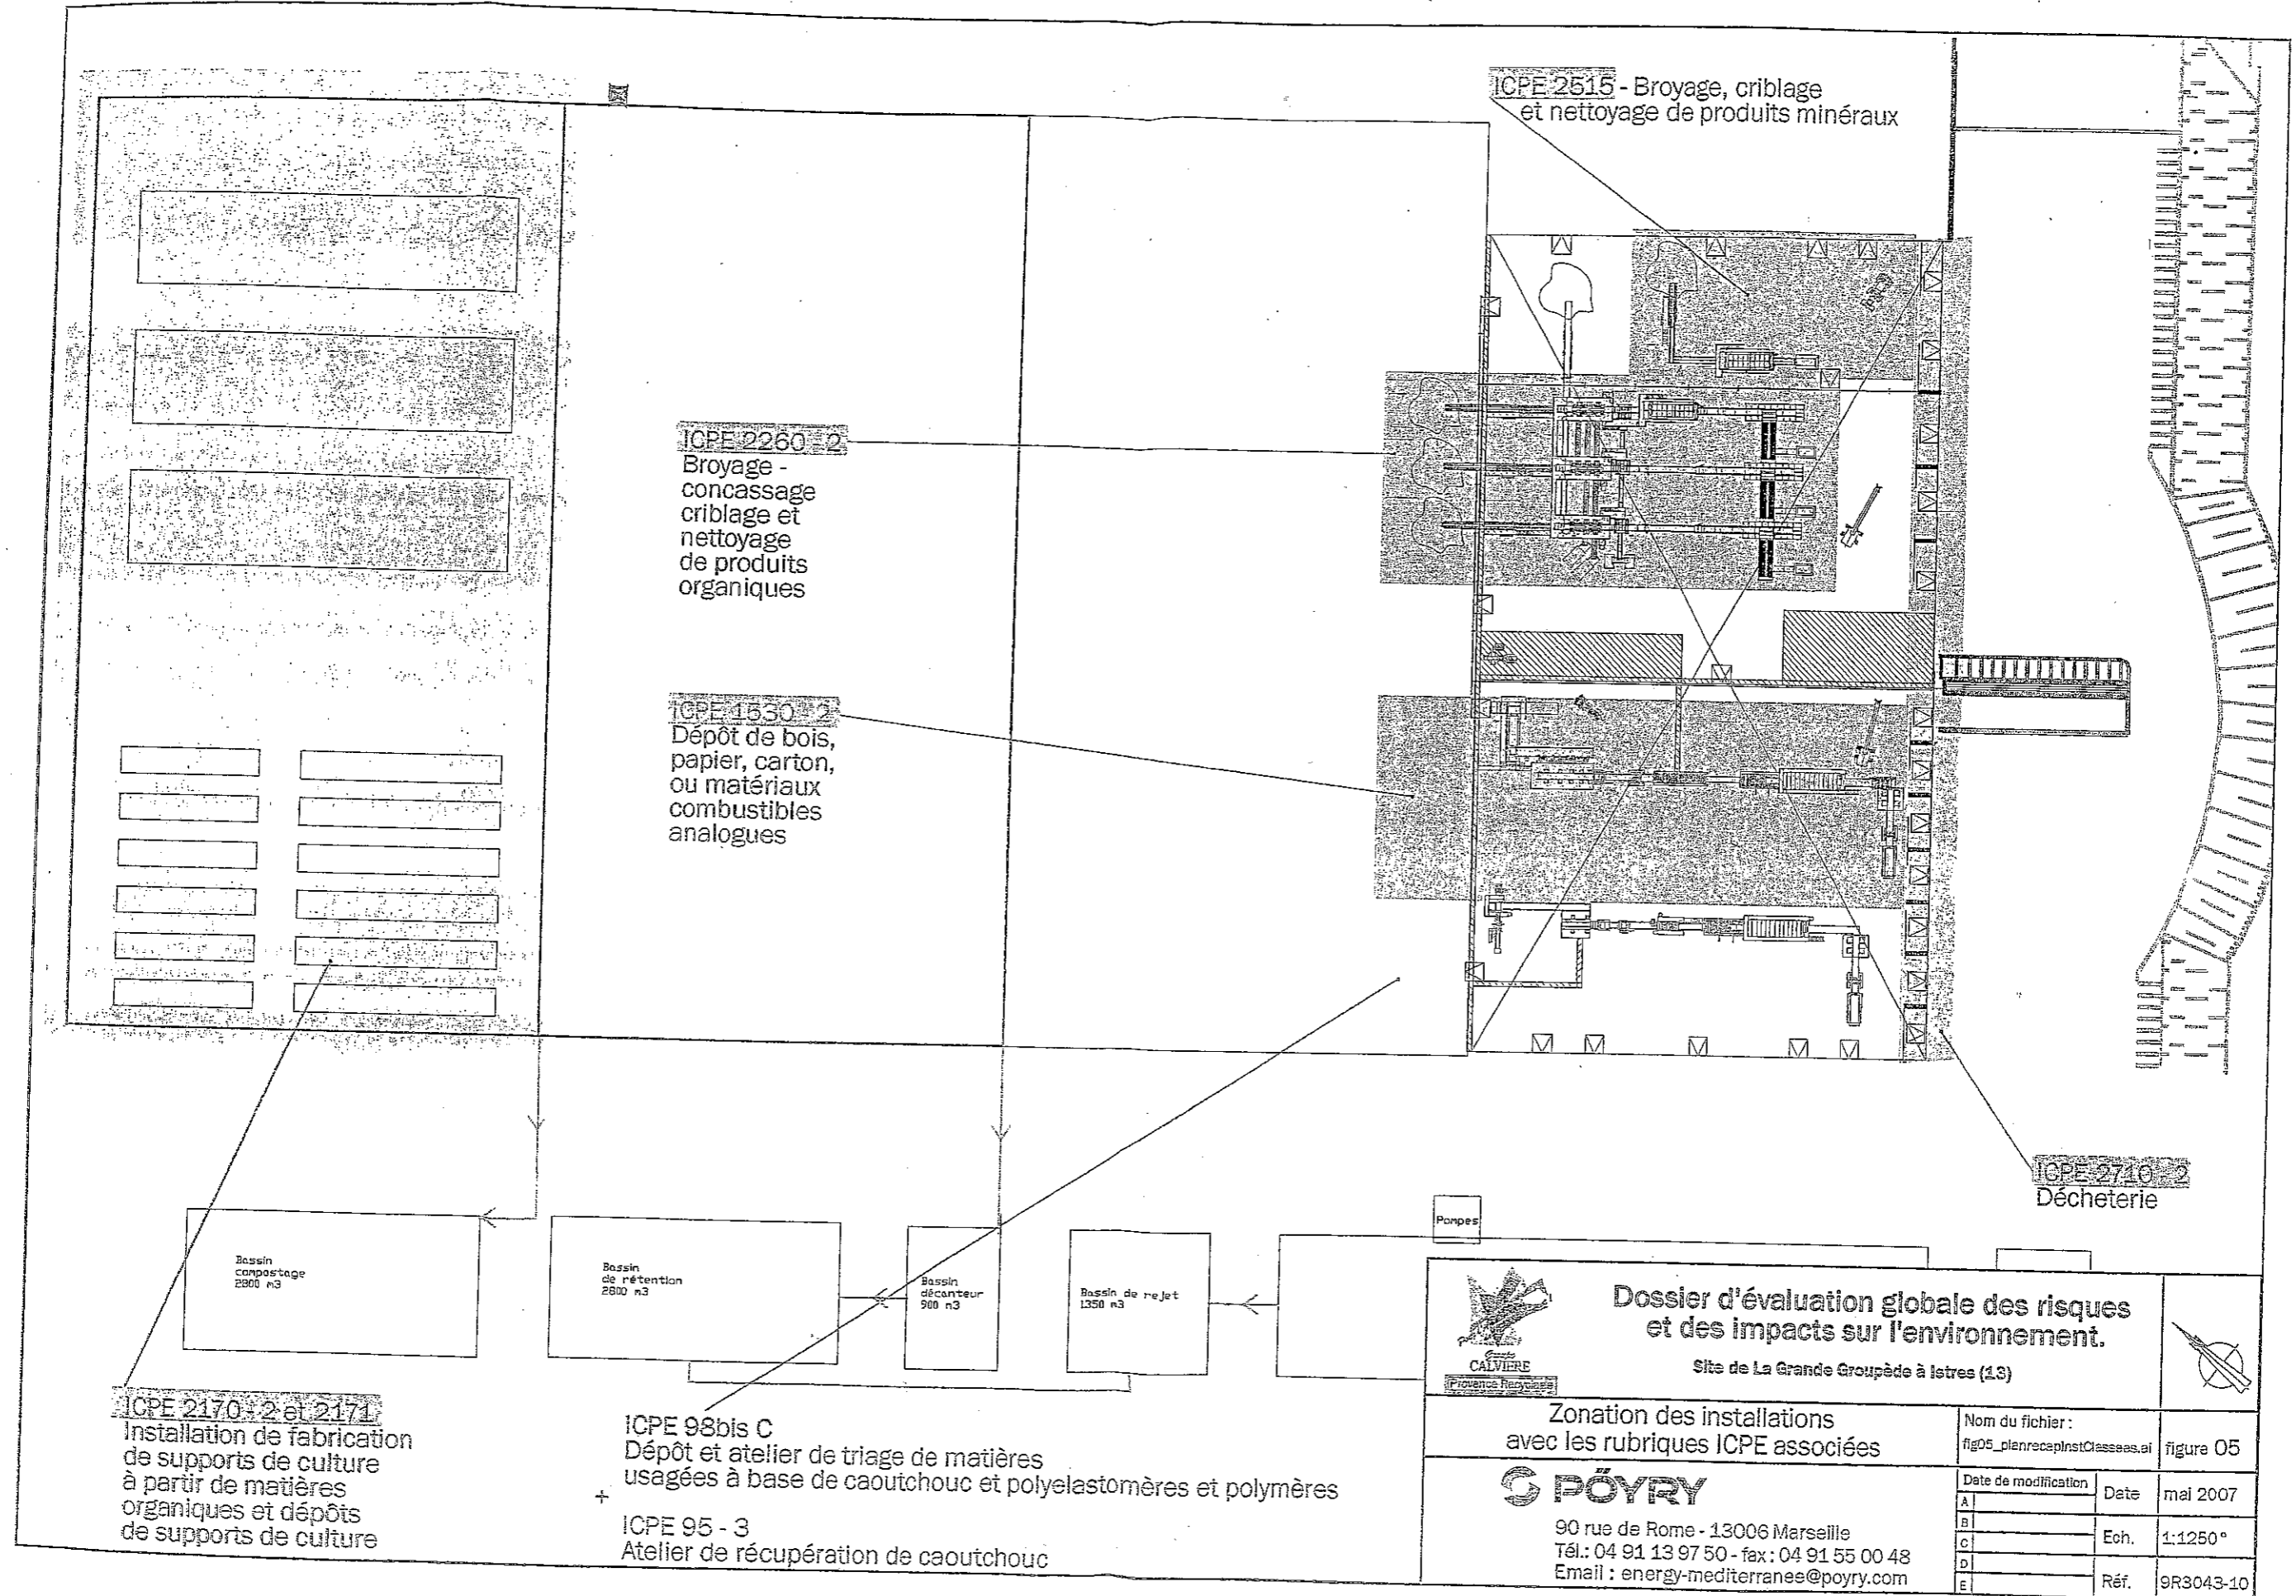 ICPE 2515 - Broyage, criblage
et nettoyage de produits minéraux
ICPE 2260 - 2
Broyage -
concassage
criblage et
nettoyage
de produits
organiques
ICPE 1530 - 2
Dépôt de bois,
papier, carton,
ou matériaux
combustibles
analogues
ICPE 2710 - 2
Décheterie
Pompes
Bassin
compostage
2800 m3
Bassin
de rétention
2600 m3
Bassin
décanteur
900 m3
Bassin de rejet
1350 m3
ICPE 2170 - 2 et 2171
Installation de fabrication
de supports de culture
à partir de matières
organiques et dépôts
de supports de culture
ICPE 98bis C
Dépôt et atelier de triage de matières
usagées à base de caoutchouc et polyelastomères et polymères
ICPE 95 - 3
Atelier de récupération de caoutchouc
Groupe
CALVIERE
Provence Recyclage
Dossier d'évaluation globale des risques
et des impacts sur l'environnement.
Site de La Grande Groupède à Istres (13)
Zonation des installations
avec les rubriques ICPE associées
Nom du fichier :
fig05_planrecapInstClassees.ai
figure 05
PÖYRY
90 rue de Rome - 13006 Marseille
Tél.: 04 91 13 97 50 - fax : 04 91 55 00 48
Email : energy-mediterranee@poyry.com
Date de modification
A
B
C
D
E
Date mai 2007
Ech. 1:1250°
Réf. 9R3043-10